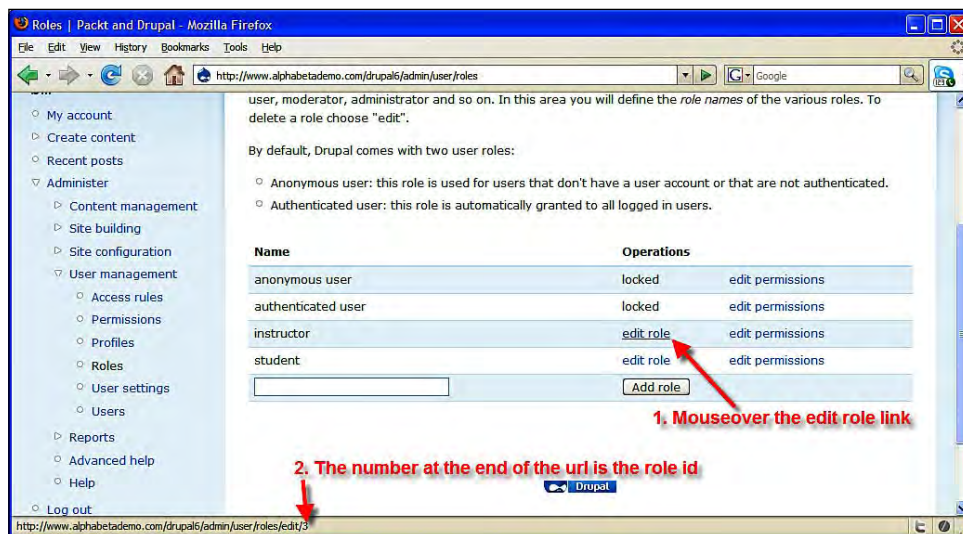 Roles | Packt and Drupal - Mozilla Firefox
File Edit View History Bookmarks Tools Help
http://www.alphabetademo.com/drupal6/admin/user/roles
Google
My account
Create content
Recent posts
Administer
Content management
Site building
Site configuration
User management
Access rules
Permissions
Profiles
Roles
User settings
Users
Reports
Advanced help
Help
Log out
user, moderator, administrator and so on. In this area you will define the role names of the various roles. To
delete a role choose "edit".
By default, Drupal comes with two user roles:
Anonymous user: this role is used for users that don't have a user account or that are not authenticated.
Authenticated user: this role is automatically granted to all logged in users.
Name Operations
anonymous user locked edit permissions
authenticated user locked edit permissions
instructor edit role edit permissions
student edit role edit permissions
Add role
1. Mouseover the edit role link
2. The number at the end of the url is the role id
Drupal
http://www.alphabetademo.com/drupal6/admin/user/roles/edit/3